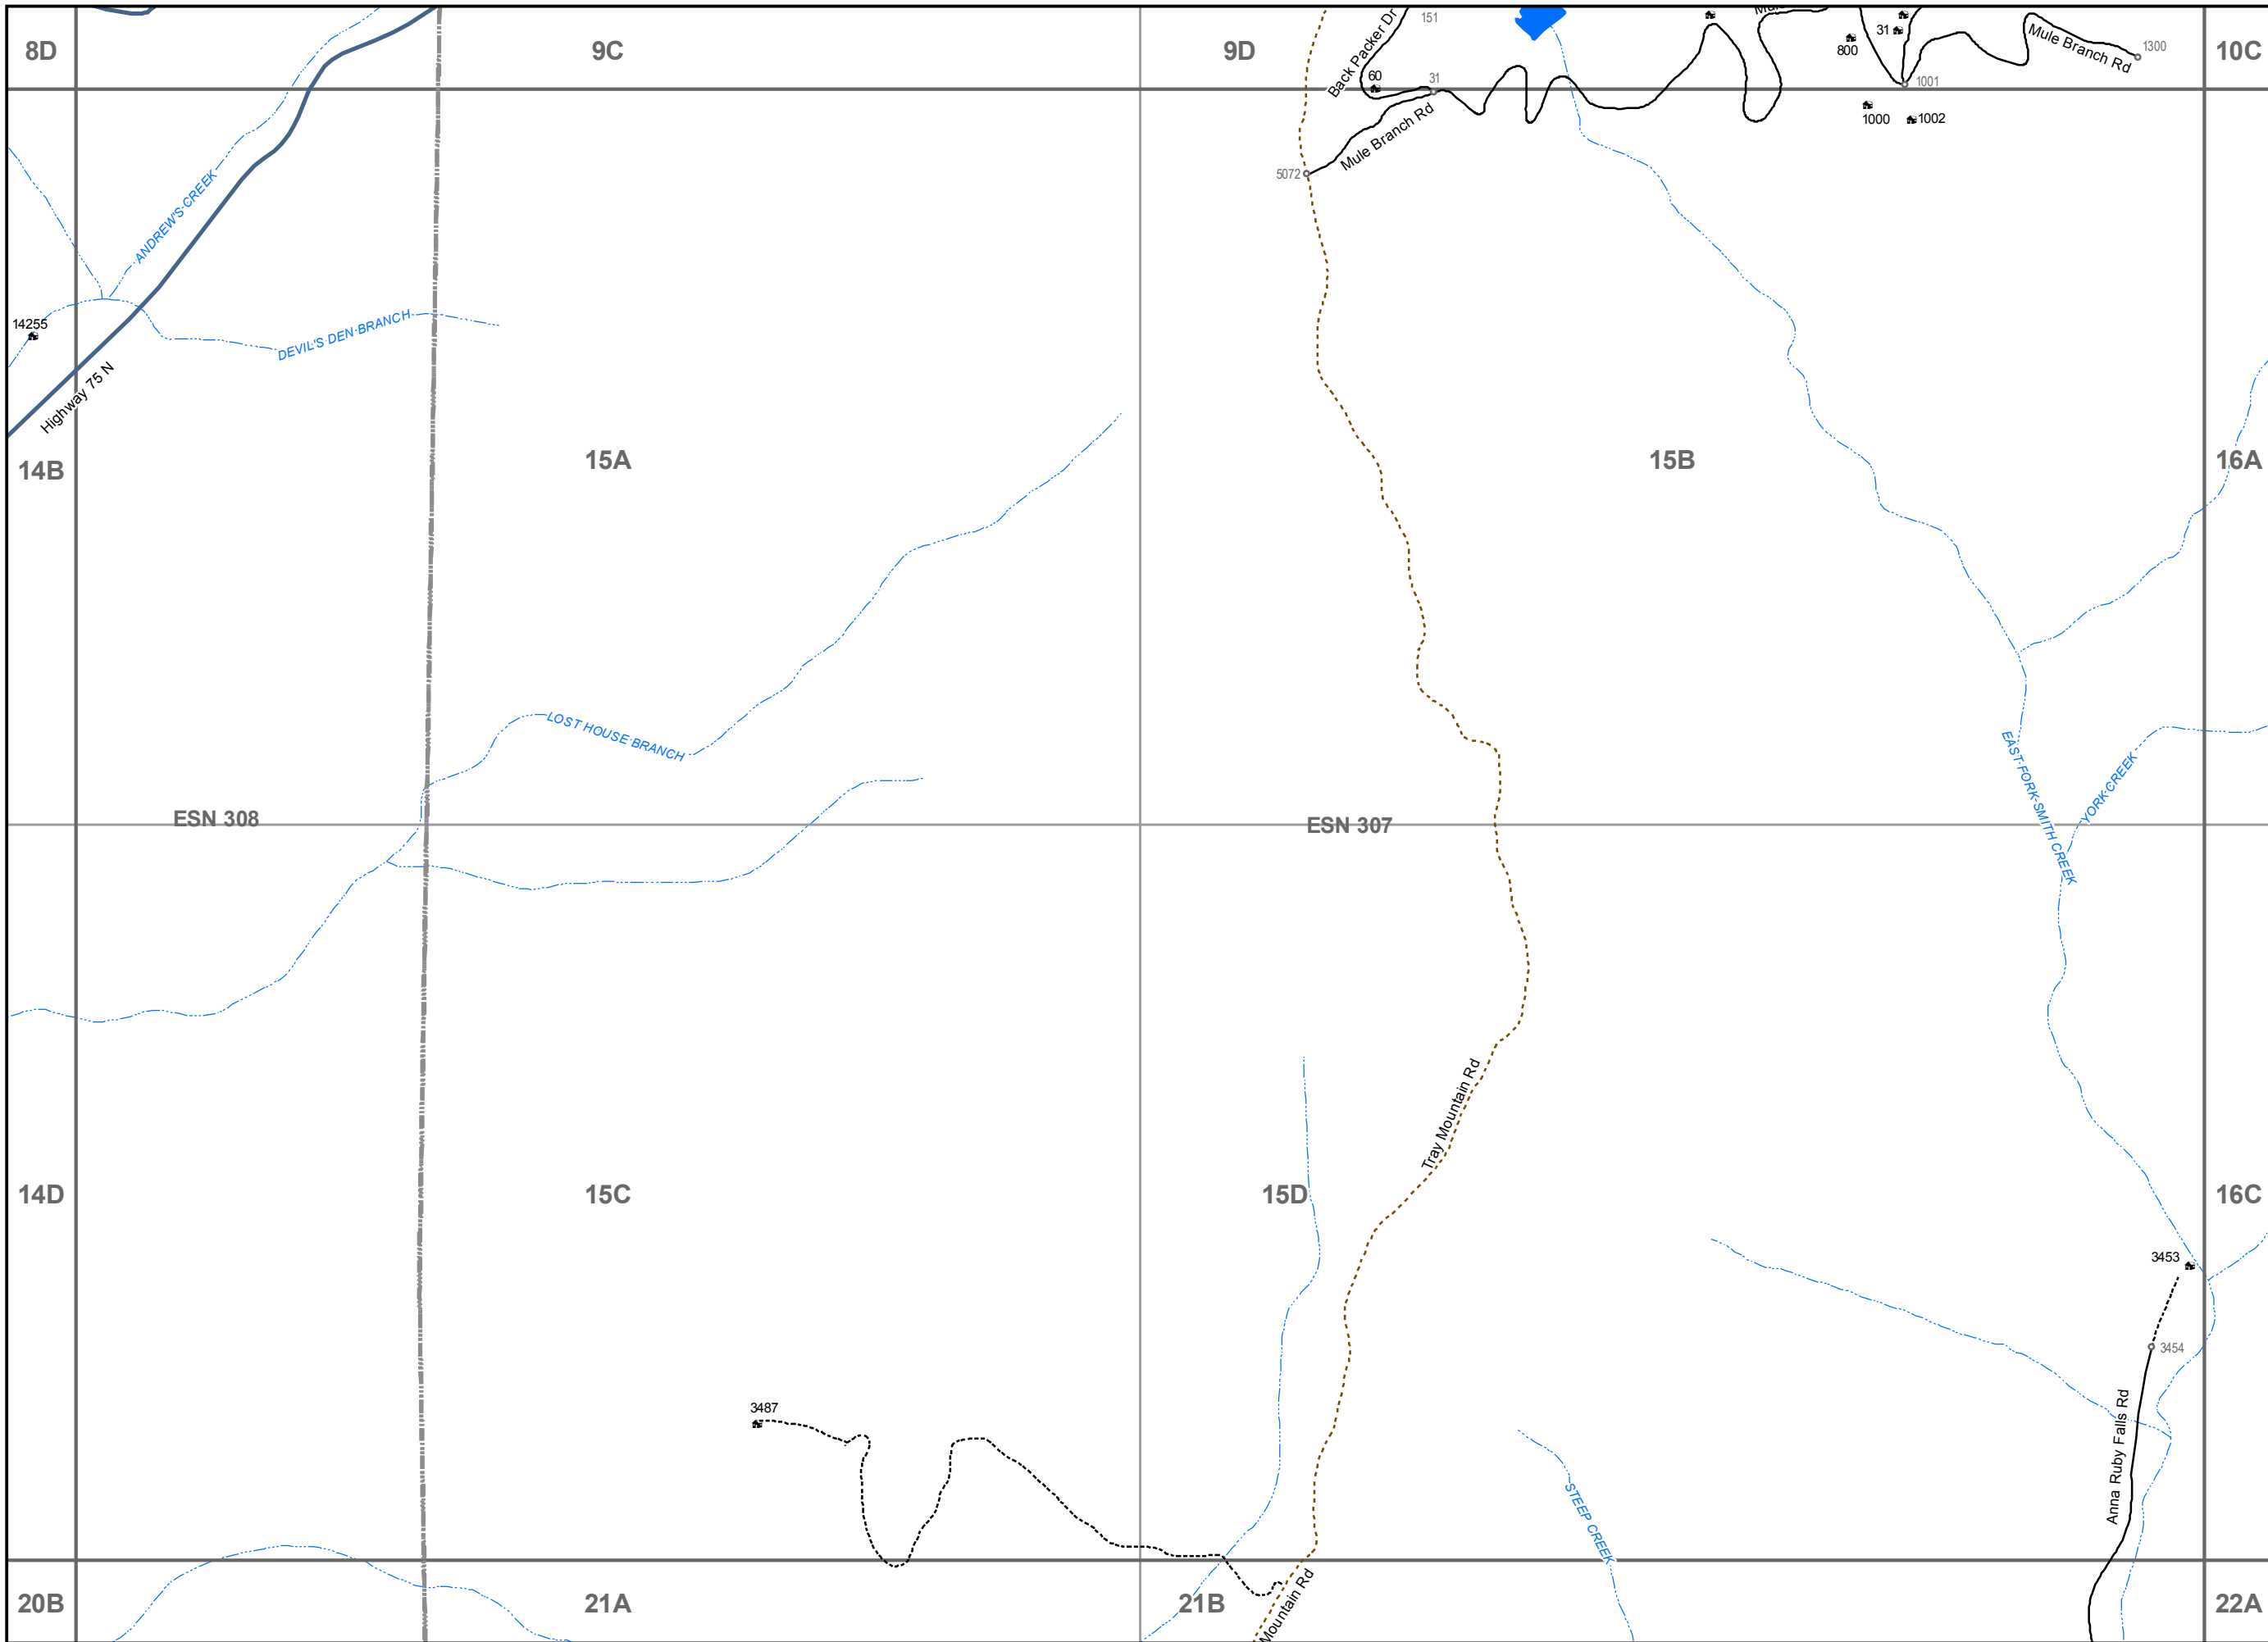 8D
9C
9D
10C
Back Packer Dr
151
60
31
Mule Branch Rd
5072
800
31
Mule Branch Rd
1300
1001
1000
1002
ANDREW'S CREEK
14255
DEVIL'S DEN BRANCH
Highway 75 N
14B
15A
15B
16A
LOST HOUSE BRANCH
EAST FORK SMITH CREEK
YORK CREEK
ESN 308
ESN 307
Tray Mountain Rd
14D
15C
15D
16C
3453
3454
3487
Anna Ruby Falls Rd
STEEP CREEK
20B
21A
21B
Mountain Rd
22A